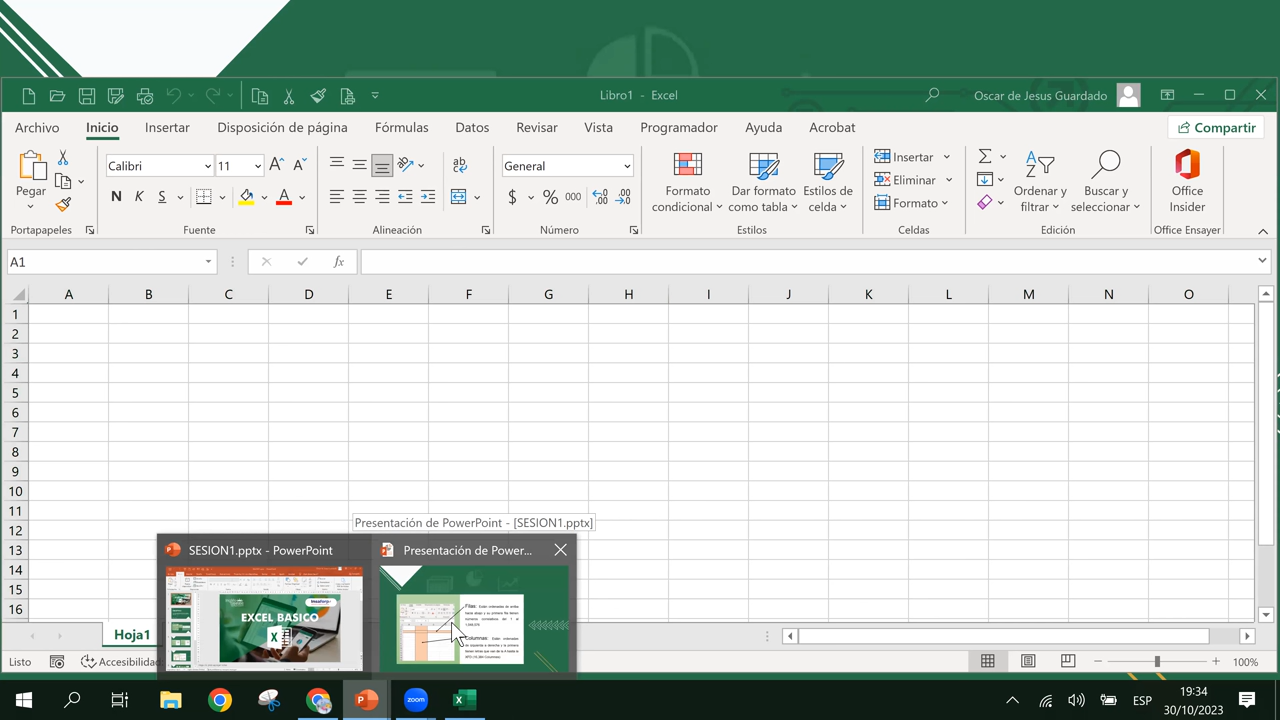 Libro1 - Excel
Oscar de Jesus Guardado
Archivo
Inicio
Insertar
Disposición de página
Fórmulas
Datos
Revisar
Vista
Programador
Ayuda
Acrobat
Compartir
Pegar
Calibri
11
N K S
General
$ % 000
Formato condicional
Dar formato como tabla
Estilos de celda
Insertar
Eliminar
Formato
Ordenar y filtrar
Buscar y seleccionar
Office Insider
Portapapeles
Fuente
Alineación
Número
Estilos
Celdas
Edición
Office Ensayer
A1
fx
A B C D E F G H I J K L M N O
1
2
3
4
5
6
7
8
9
10
11
12
13
14
15
16
Presentación de PowerPoint - [SESION1.pptx]
SESION1.pptx - PowerPoint
Presentación de Power...
EXCEL BASICO
Filas:
Columnas:
Hoja1
Listo
Accesibilidad
100%
zoom
ESP
19:34
30/10/2023